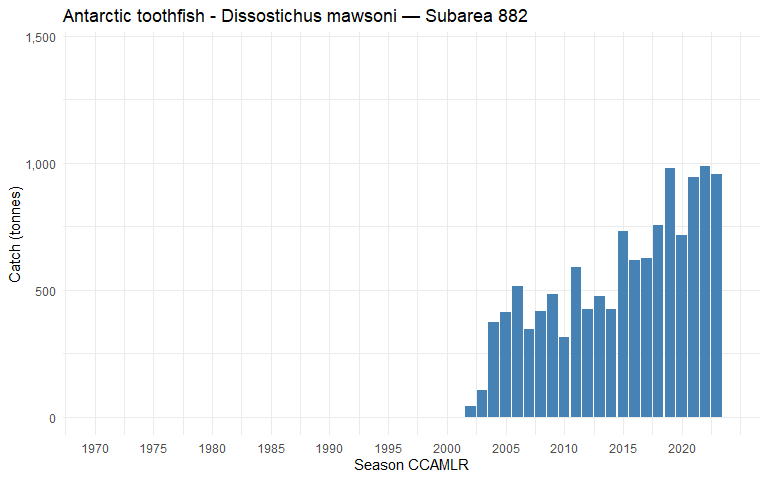 Antarctic toothfish - Dissostichus mawsoni — Subarea 882
1,500
1,000
500
0
Catch (tonnes)
1970 1975 1980 1985 1990 1995 2000 2005 2010 2015 2020
Season CCAMLR